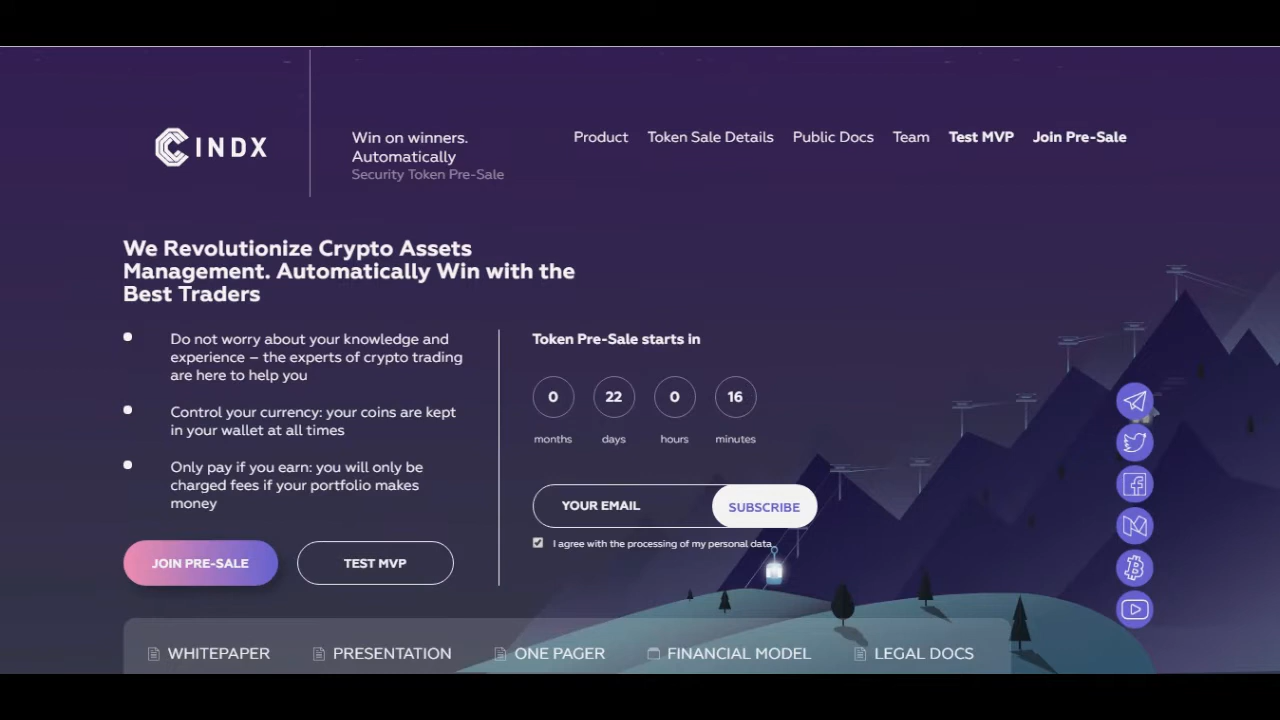 CINDX
Win on winners.
Automatically
Security Token Pre-Sale
Product Token Sale Details Public Docs Team Test MVP Join Pre-Sale
We Revolutionize Crypto Assets
Management. Automatically Win with the
Best Traders
Do not worry about your knowledge and
experience – the experts of crypto trading
are here to help you
Control your currency: your coins are kept
in your wallet at all times
Only pay if you earn: you will only be
charged fees if your portfolio makes
money
JOIN PRE-SALE TEST MVP
Token Pre-Sale starts in
0 22 0 16
months days hours minutes
YOUR EMAIL SUBSCRIBE
I agree with the processing of my personal data
WHITEPAPER PRESENTATION ONE PAGER FINANCIAL MODEL LEGAL DOCS